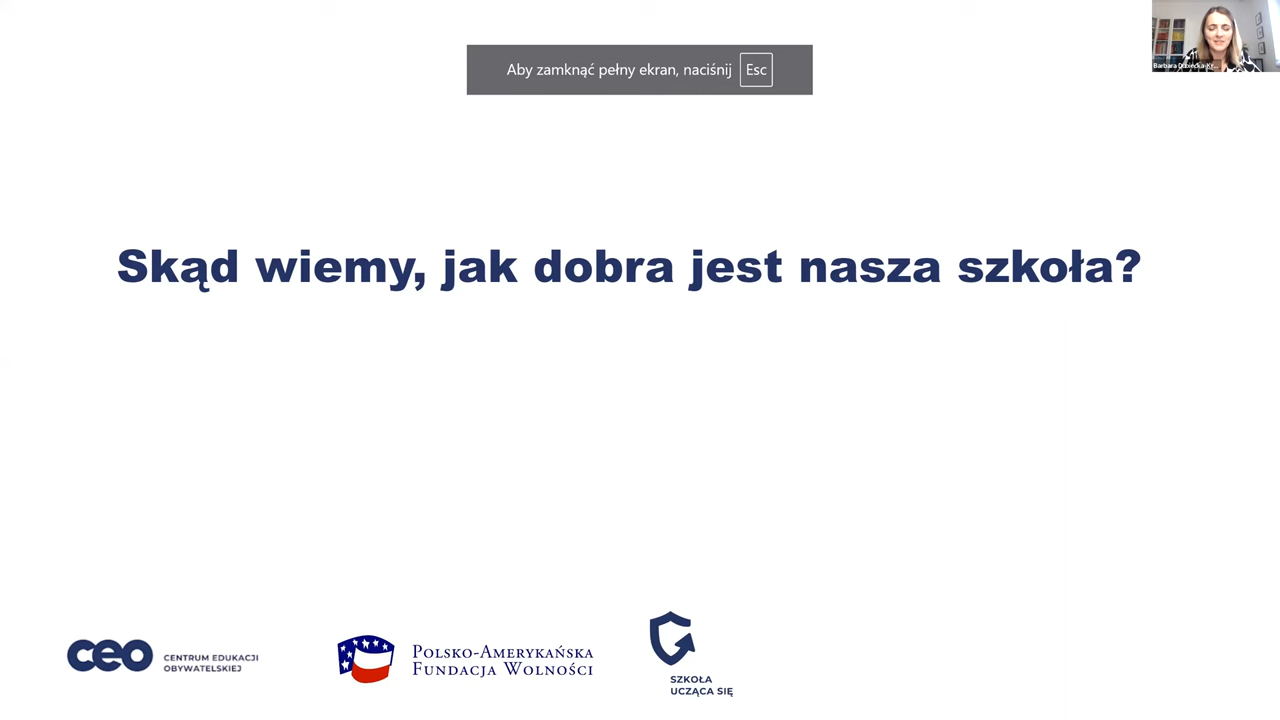 Aby zamknąć pełny ekran, naciśnij Esc
Barbara
Skąd wiemy, jak dobra jest nasza szkoła?
ceo CENTRUM EDUKACJI
OBYWATELSKIEJ
POLSKO-AMERYKAŃSKA
FUNDACJA WOLNOŚCI
SZKOŁA
UCZĄCA SIĘ